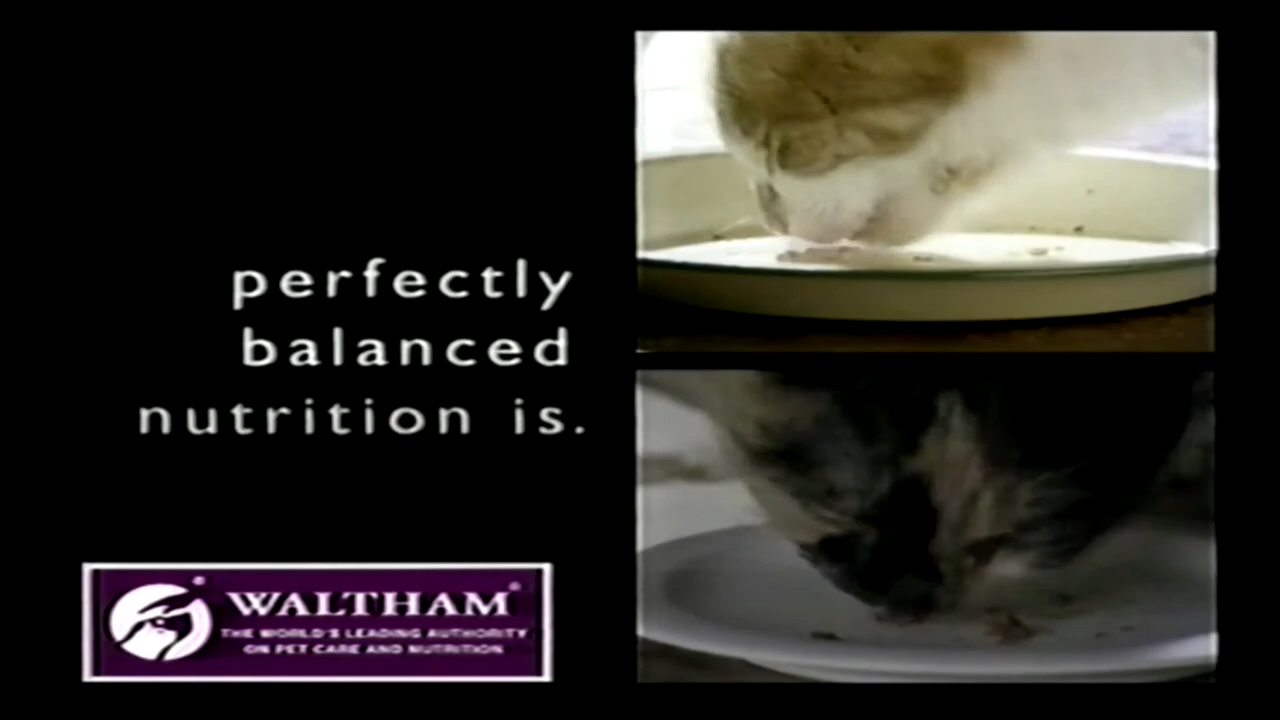 perfectly
balanced
nutrition is.
WALTHAM®
THE WORLD'S LEADING AUTHORITY
ON PET CARE AND NUTRITION